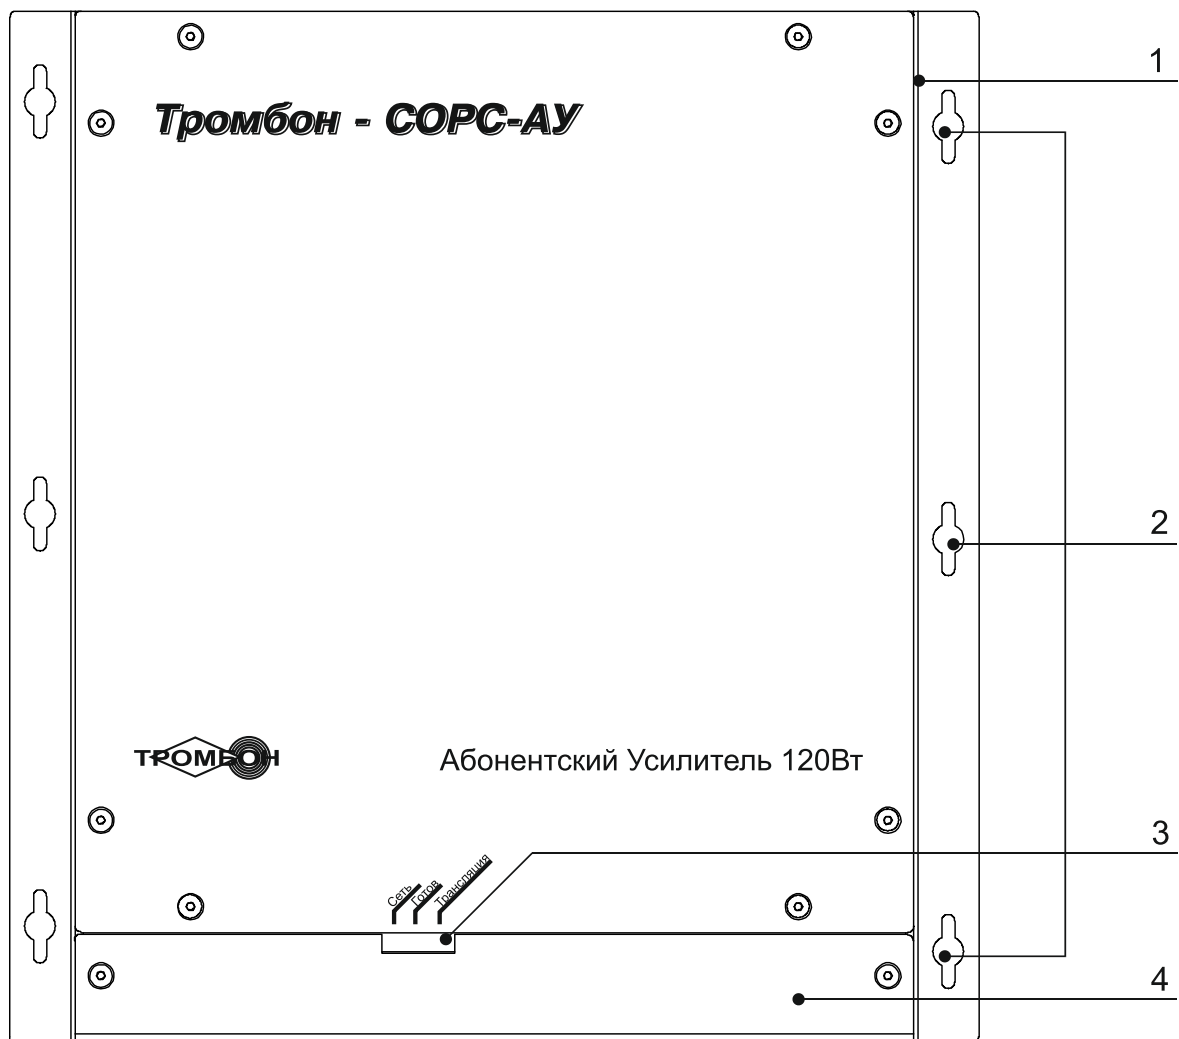 1
Тромбон - СОРС-АУ
2
ТРОМБОН
Абонентский Усилитель 120Вт
3
Сеть
Готов
Трансляция
4